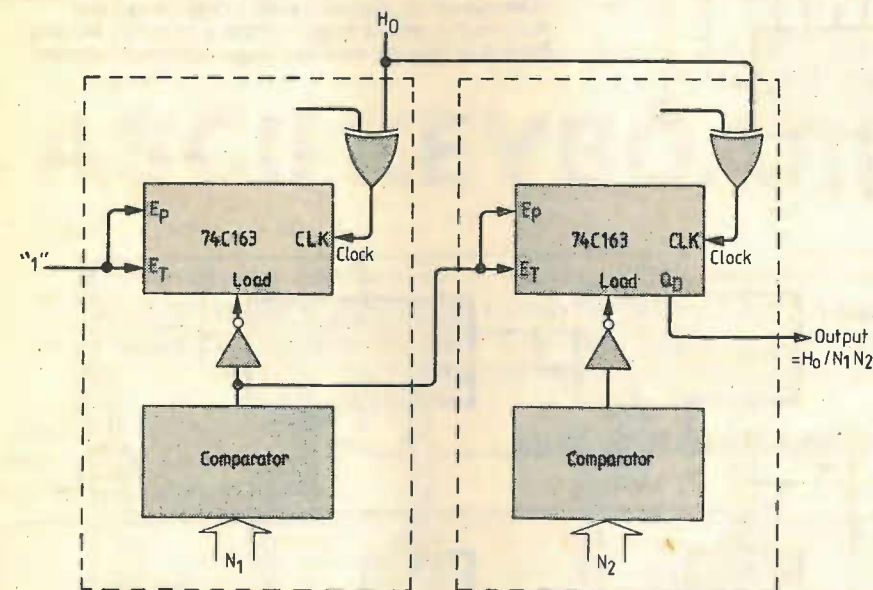 H0
Ep
74C163
CLK
Clock
"1"
ET
Load
Comparator
N1
Ep
74C163
CLK
Clock
ET
Load
QD
Output
=H0/N1N2
Comparator
N2